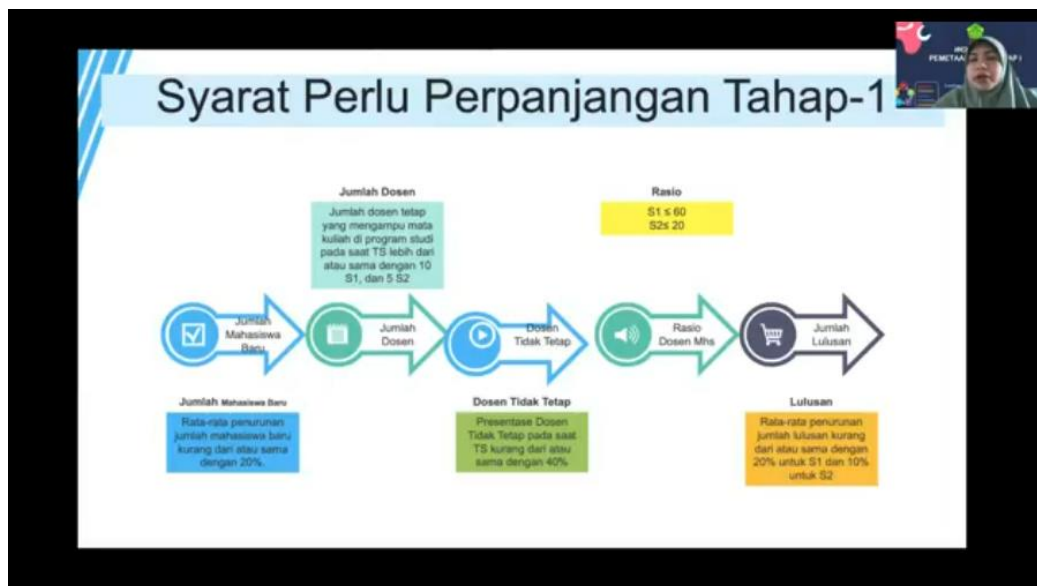 Syarat Perlu Perpanjangan Tahap-1
Jumlah Dosen
Jumlah dosen tetap
yang mengampu mata
kuliah di program studi
pada saat TS lebih dari
atau sama dengan 10
S1, dan 5 S2
Rasio
S1 ≤ 60
S2≤ 20
Jumlah
Mahasiswa
Baru
Jumlah
Dosen
Dosen
Tidak Tetap
Rasio
Dosen Mhs
Jumlah
Lulusan
Jumlah Mahasiswa Baru
Rata-rata penurunan
jumlah mahasiswa baru
kurang dari atau sama
dengan 20%.
Dosen Tidak Tetap
Presentase Dosen
Tidak Tetap pada saat
TS kurang dari atau
sama dengan 40%
Lulusan
Rata-rata penurunan
jumlah lulusan kurang
dari atau sama dengan
20% untuk S1 dan 10%
untuk S2